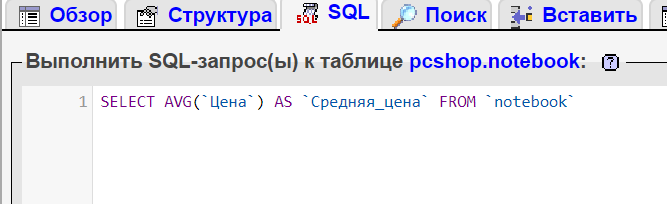 Обзор Структура SQL Поиск Вставить
Выполнить SQL-запрос(ы) к таблице pcshop.notebook:
1 SELECT AVG(`Цена`) AS `Средняя_цена` FROM `notebook`